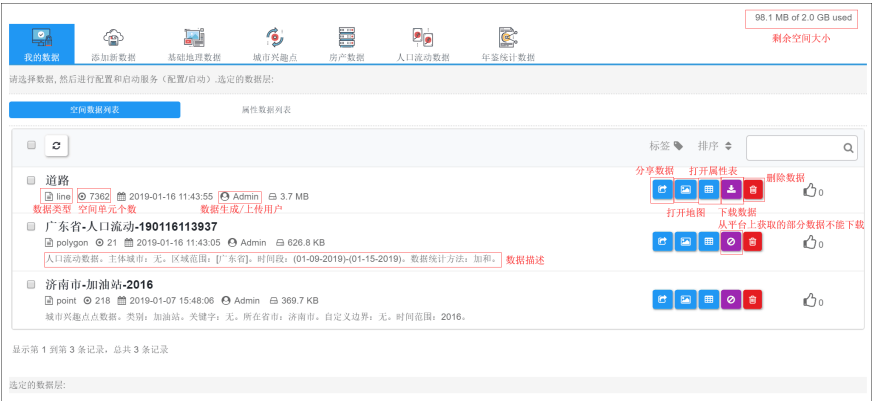 98.1 MB of 2.0 GB used
剩余空间大小
我的数据 添加新数据 基础地理数据 城市兴趣点 房产数据 人口流动数据 年鉴统计数据
请选择数据, 然后进行配置和启动服务（配置/启动）.选定的数据层:
空间数据列表 属性数据列表
标签 排序
分享数据 打开属性表
道路
删除数据
line 7362 2019-01-16 11:43:55 Admin 3.7 MB
0
数据类型 空间单元个数 数据生成/上传用户
打开地图 下载数据
从平台上获取的部分数据不能下载
广东省-人口流动-190116113937
polygon 21 2019-01-16 11:43:05 Admin 626.8 KB
0
人口流动数据。主体城市：无。区域范围：[广东省]。时间段：(01-09-2019)-(01-15-2019)。数据统计方法：加和。 数据描述
济南市-加油站-2016
point 218 2019-01-07 15:48:06 Admin 369.7 KB
0
城市兴趣点点数据。类别：加油站。关键字：无。所在省市：济南市。自定义边界：无。时间范围：2016。
显示第 1 到第 3 条记录，总共 3 条记录
选定的数据层: